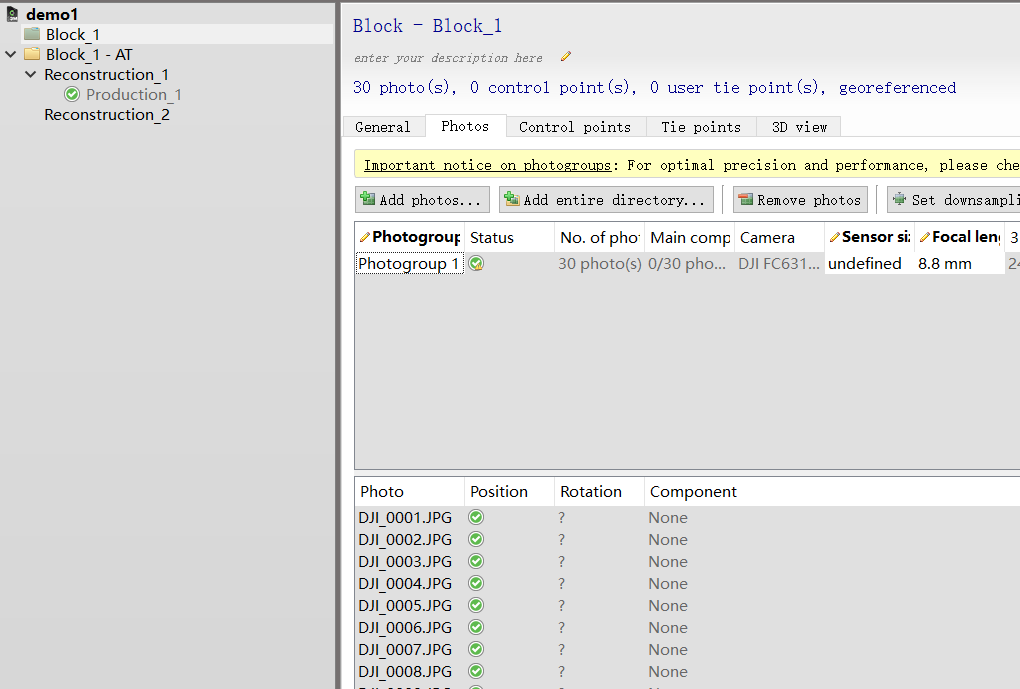 demo1
Block_1
Block_1 - AT
Reconstruction_1
Production_1
Reconstruction_2
Block - Block_1
enter your description here
30 photo(s), 0 control point(s), 0 user tie point(s), georeferenced
General Photos Control points Tie points 3D view
Important notice on photogroups: For optimal precision and performance, please che
Add photos... Add entire directory... Remove photos Set downsampli
Photogroup Status No. of pho Main comp Camera Sensor si Focal len 3
Photogroup 1 30 photo(s) 0/30 pho... DJI FC631... undefined 8.8 mm 24
Photo Position Rotation Component
DJI_0001.JPG ? None
DJI_0002.JPG ? None
DJI_0003.JPG ? None
DJI_0004.JPG ? None
DJI_0005.JPG ? None
DJI_0006.JPG ? None
DJI_0007.JPG ? None
DJI_0008.JPG ? None